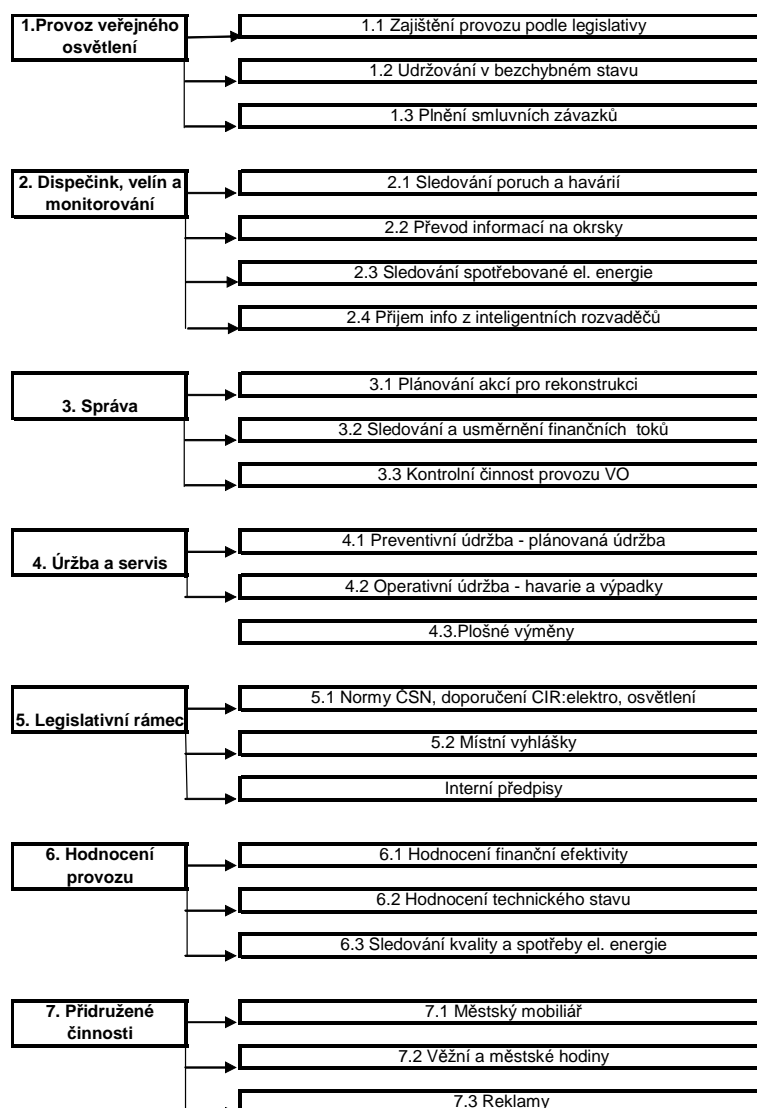 1.Provoz veřejného
osvětlení
1.1 Zajištění provozu podle legislativy
1.2 Udržování v bezchybném stavu
1.3 Plnění smluvních závazků
2. Dispečink, velín a
monitorování
2.1 Sledování poruch a havárií
2.2 Převod informací na okrsky
2.3 Sledování spotřebované el. energie
2.4 Přijem info z inteligentních rozvaděčů
3. Správa
3.1 Plánování akcí pro rekonstrukci
3.2 Sledování a usměrnění finančních toků
3.3 Kontrolní činnost provozu VO
4. Úržba a servis
4.1 Preventivní údržba - plánovaná údržba
4.2 Operativní údržba - havarie a výpadky
4.3.Plošné výměny
5. Legislativní rámec
5.1 Normy ČSN, doporučení CIR:elektro, osvětlení
5.2 Místní vyhlášky
Interní předpisy
6. Hodnocení
provozu
6.1 Hodnocení finanční efektivity
6.2 Hodnocení technického stavu
6.3 Sledování kvality a spotřeby el. energie
7. Přidružené
činnosti
7.1 Městský mobiliář
7.2 Věžní a městské hodiny
7.3 Reklamy